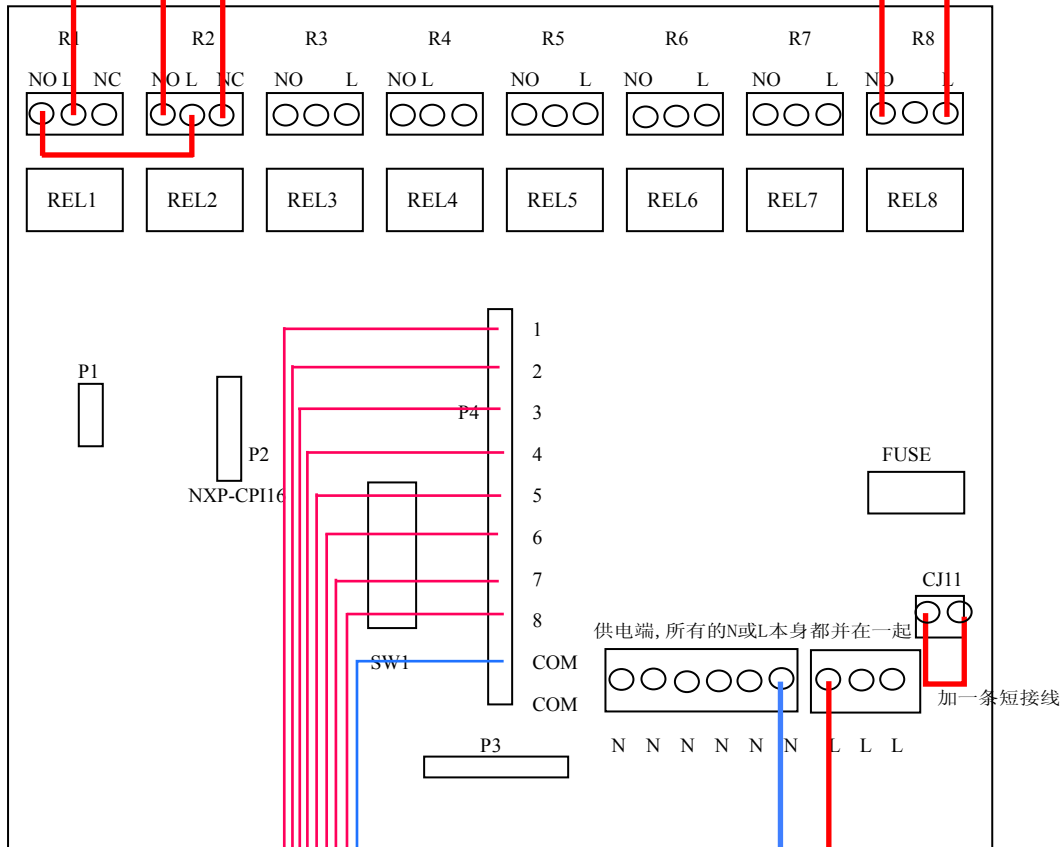 R1 R2 R3 R4 R5 R6 R7 R8
NO L NC NO L NC NO L NO L NO L NO L NO L NO L
REL1 REL2 REL3 REL4 REL5 REL6 REL7 REL8
1
P1 2
P4 3
P2 4 FUSE
NXP-CPI16 5
6
7 CJ11
8
供电端,所有的N或L本身都并在一起
SW1 COM
COM 加一条短接线
P3 N N N N N N L L L